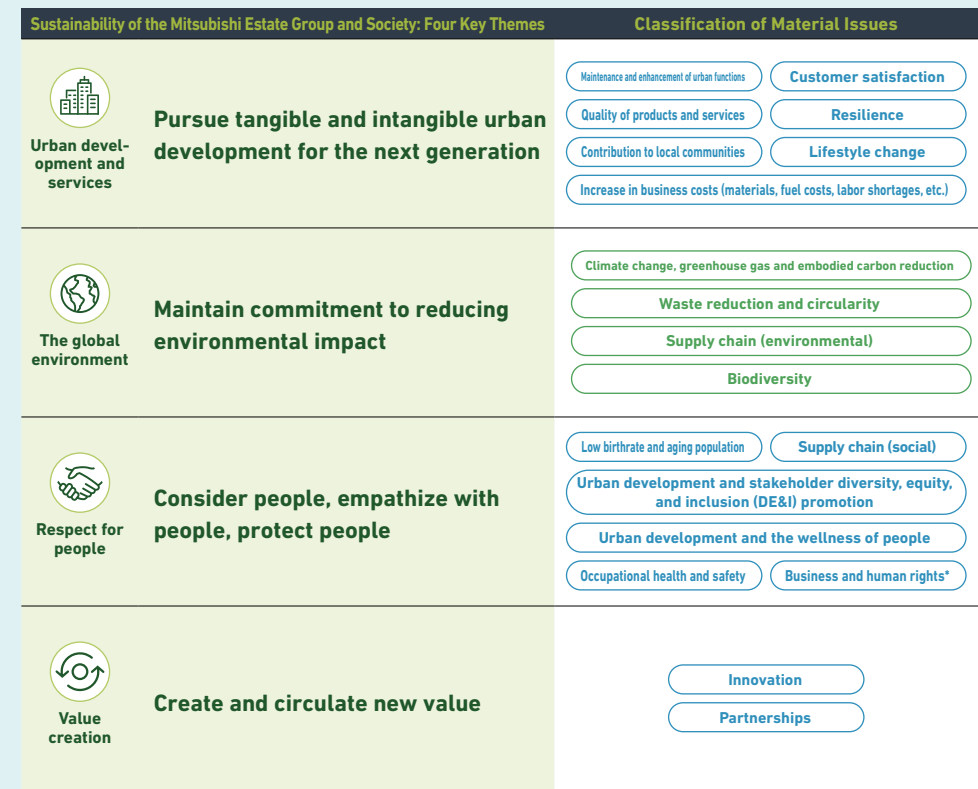 Sustainability of the Mitsubishi Estate Group and Society: Four Key Themes
Classification of Material Issues
Urban devel-
opment and
services
Pursue tangible and intangible urban
development for the next generation
Maintenance and enhancement of urban functions
Customer satisfaction
Quality of products and services
Resilience
Contribution to local communities
Lifestyle change
Increase in business costs (materials, fuel costs, labor shortages, etc.)
The global
environment
Maintain commitment to reducing
environmental impact
Climate change, greenhouse gas and embodied carbon reduction
Waste reduction and circularity
Supply chain (environmental)
Biodiversity
Respect for
people
Consider people, empathize with
people, protect people
Low birthrate and aging population
Supply chain (social)
Urban development and stakeholder diversity, equity,
and inclusion (DE&I) promotion
Urban development and the wellness of people
Occupational health and safety
Business and human rights*
Value
creation
Create and circulate new value
Innovation
Partnerships